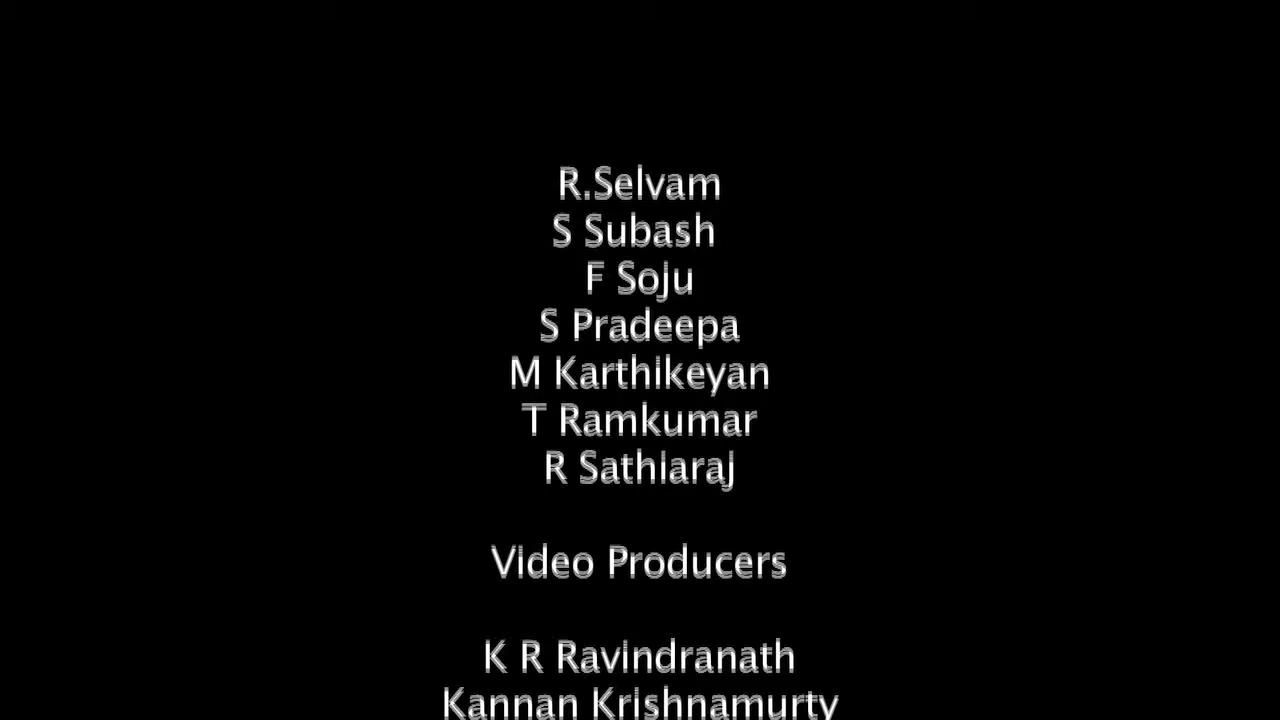 R.Selvam
S Subash
F Soju
S Pradeepa
M Karthikeyan
T Ramkumar
R Sathiaraj
Video Producers
K R Ravindranath
Kannan Krishnamurty